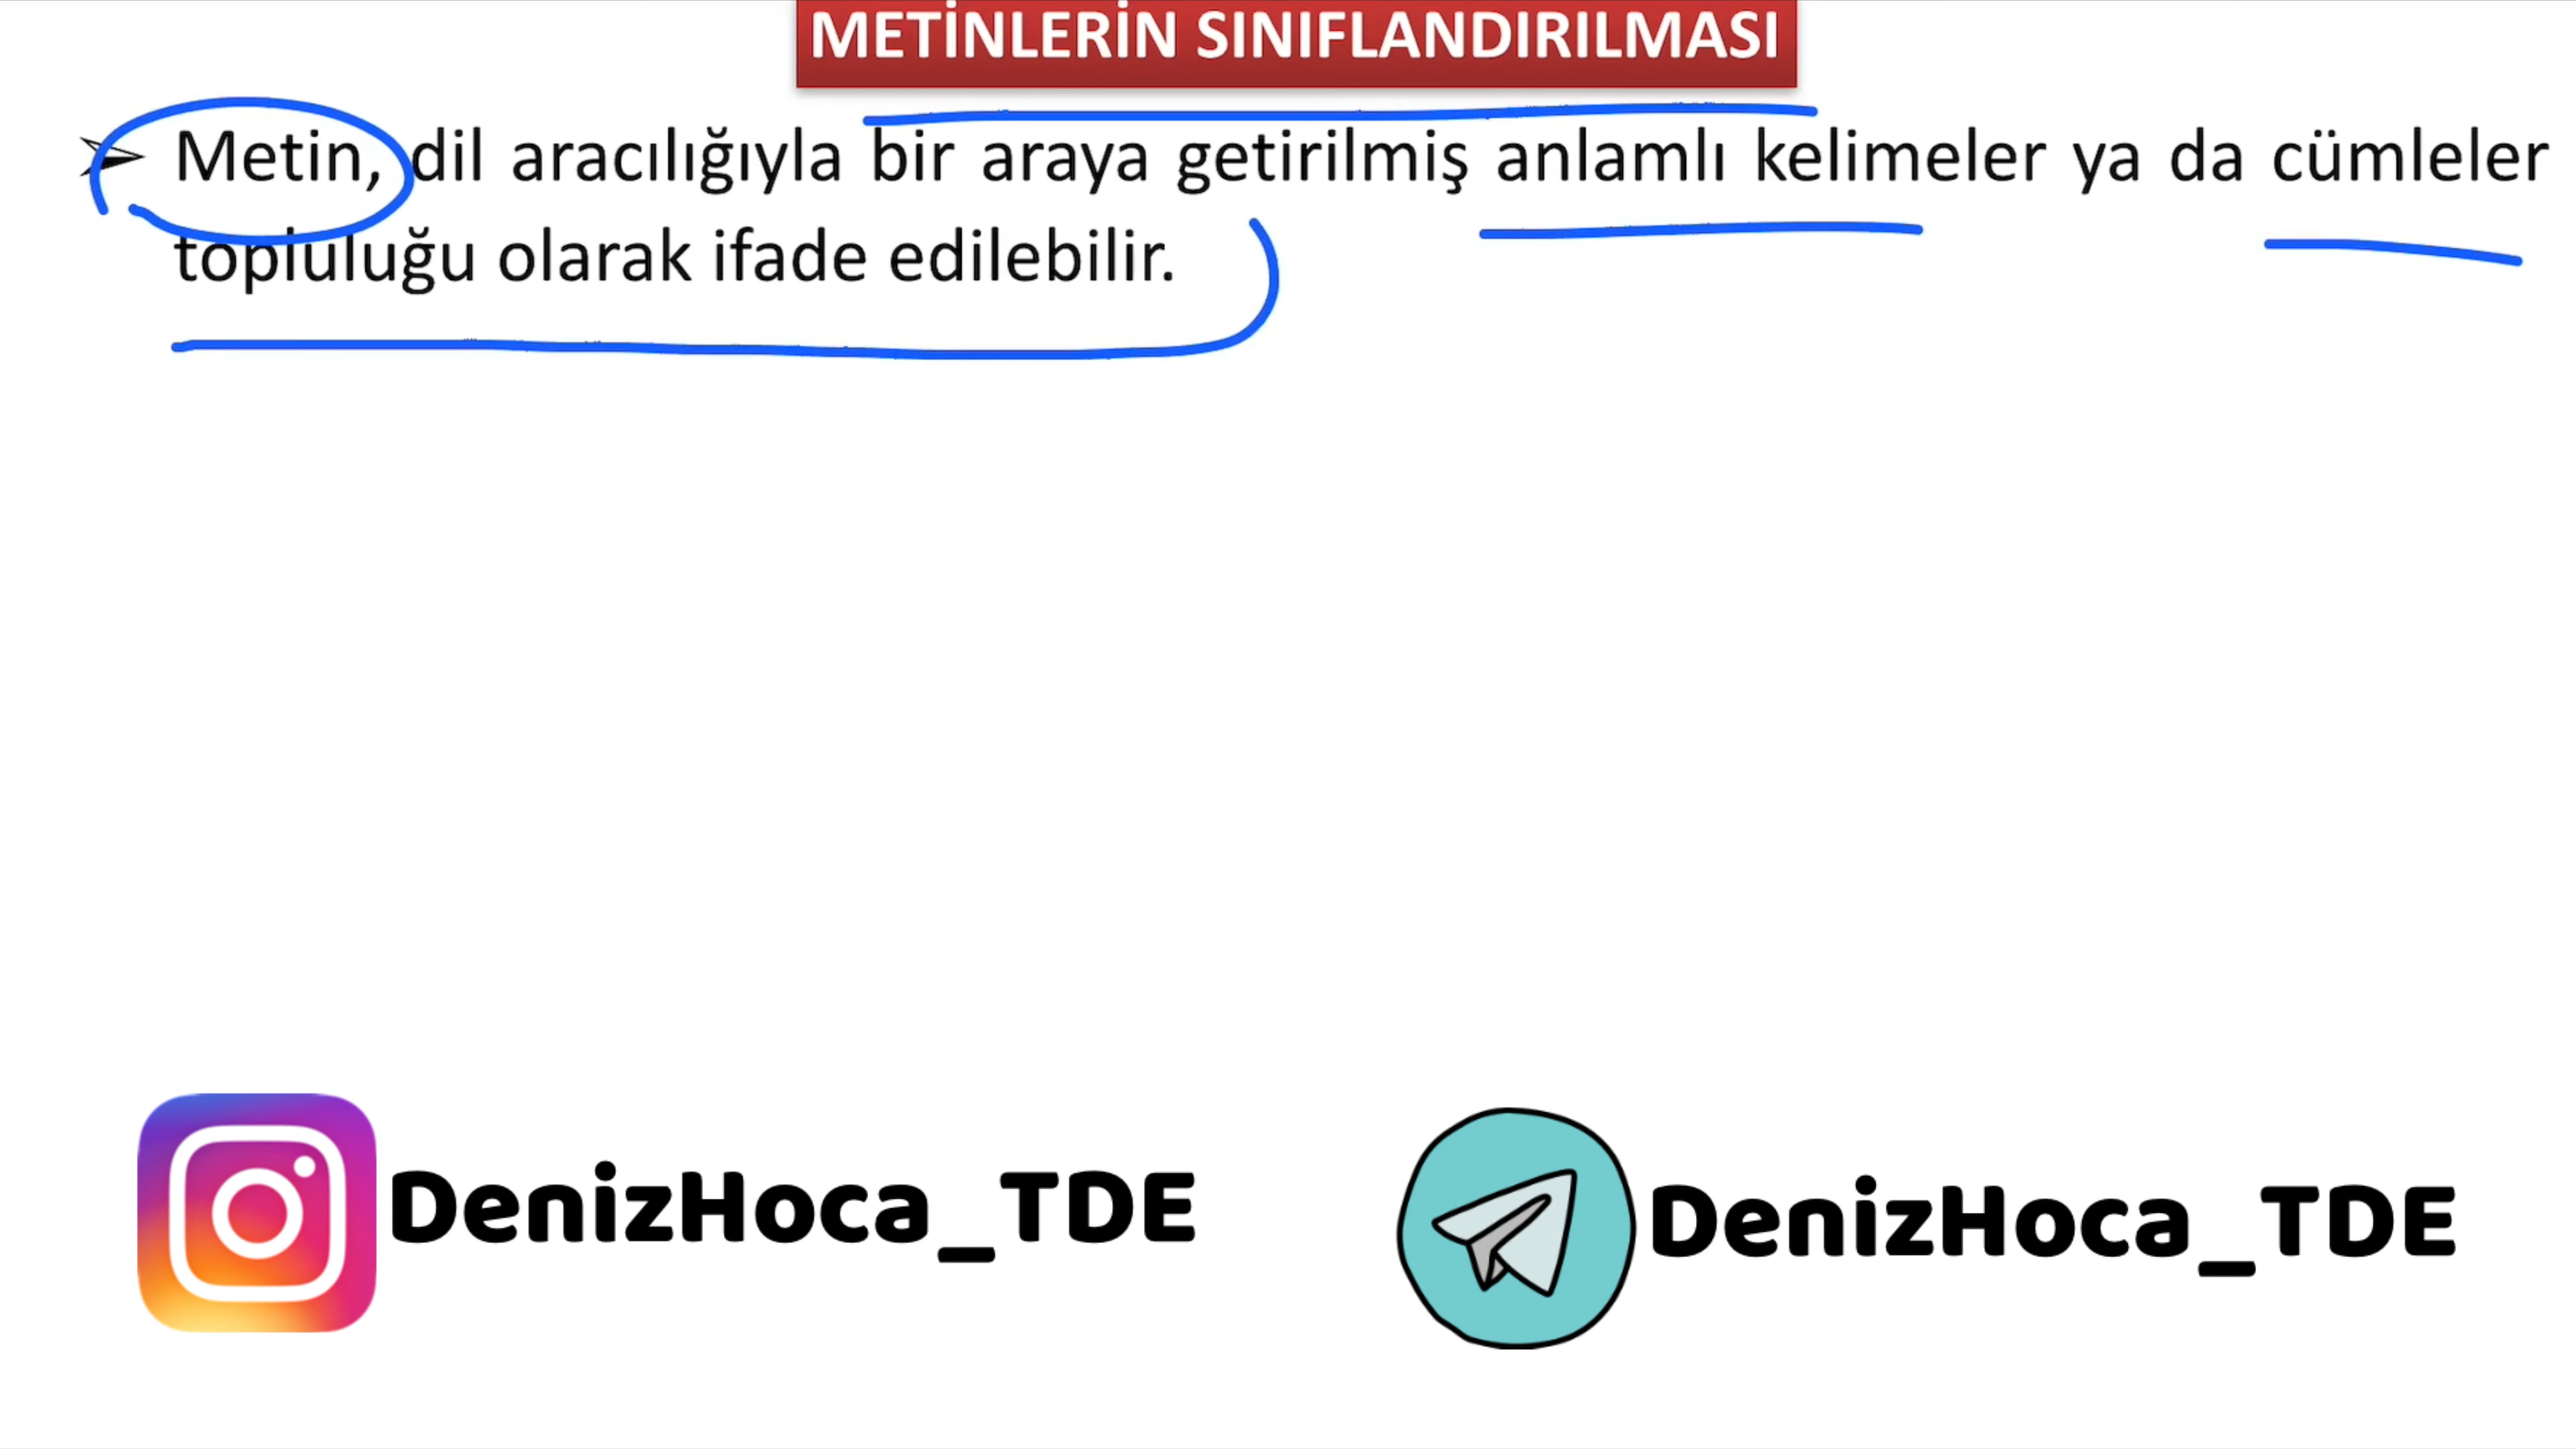 METİNLERİN SINIFLANDIRILMASI
Metin, dil aracılığıyla bir araya getirilmiş anlamlı kelimeler ya da cümleler
topluluğu olarak ifade edilebilir.
DenizHoca_TDE
DenizHoca_TDE